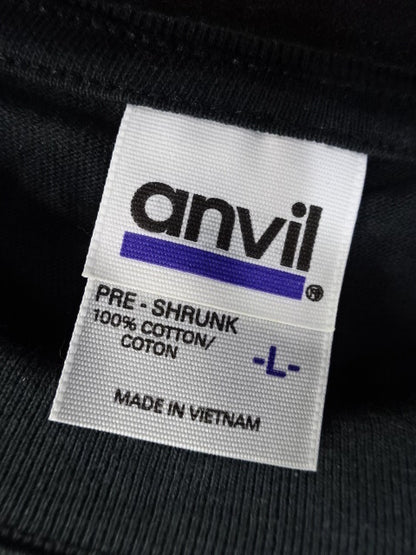 anvil®
PRE - SHRUNK
100% COTTON/
COTON
-L-
MADE IN VIETNAM